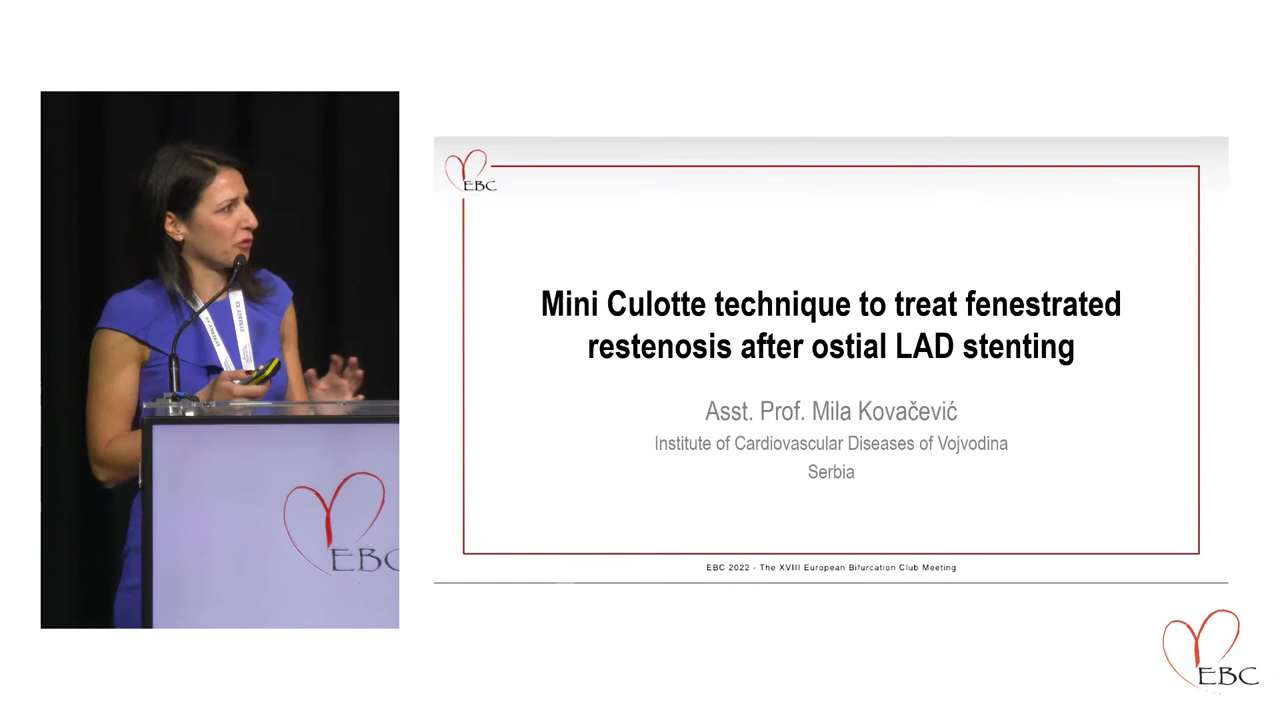 EBC
Mini Culotte technique to treat fenestrated
restenosis after ostial LAD stenting
Asst. Prof. Mila Kovačević
Institute of Cardiovascular Diseases of Vojvodina
Serbia
EBC 2022 - The XVIII European Bifurcation Club Meeting
EBC
EBC